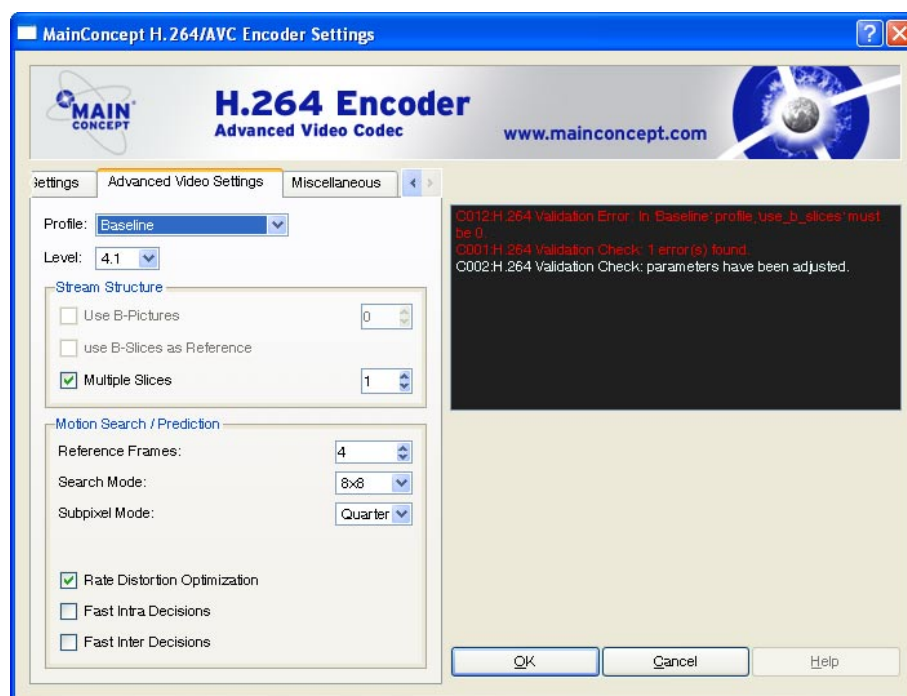 MainConcept H.264/AVC Encoder Settings
MAIN
CONCEPT
H.264 Encoder
Advanced Video Codec
www.mainconcept.com
Settings
Advanced Video Settings
Miscellaneous
Profile: Baseline
Level: 4.1
Stream Structure
Use B-Pictures 0
use B-Slices as Reference
Multiple Slices 1
Motion Search / Prediction
Reference Frames: 4
Search Mode: 8x8
Subpixel Mode: Quarter
Rate Distortion Optimization
Fast Intra Decisions
Fast Inter Decisions
C012:H.264 Validation Error: In 'Baseline' profile,'use_b_slices' must
be 0.
C001:H.264 Validation Check: 1 error(s) found.
C002:H.264 Validation Check: parameters have been adjusted.
OK
Cancel
Help